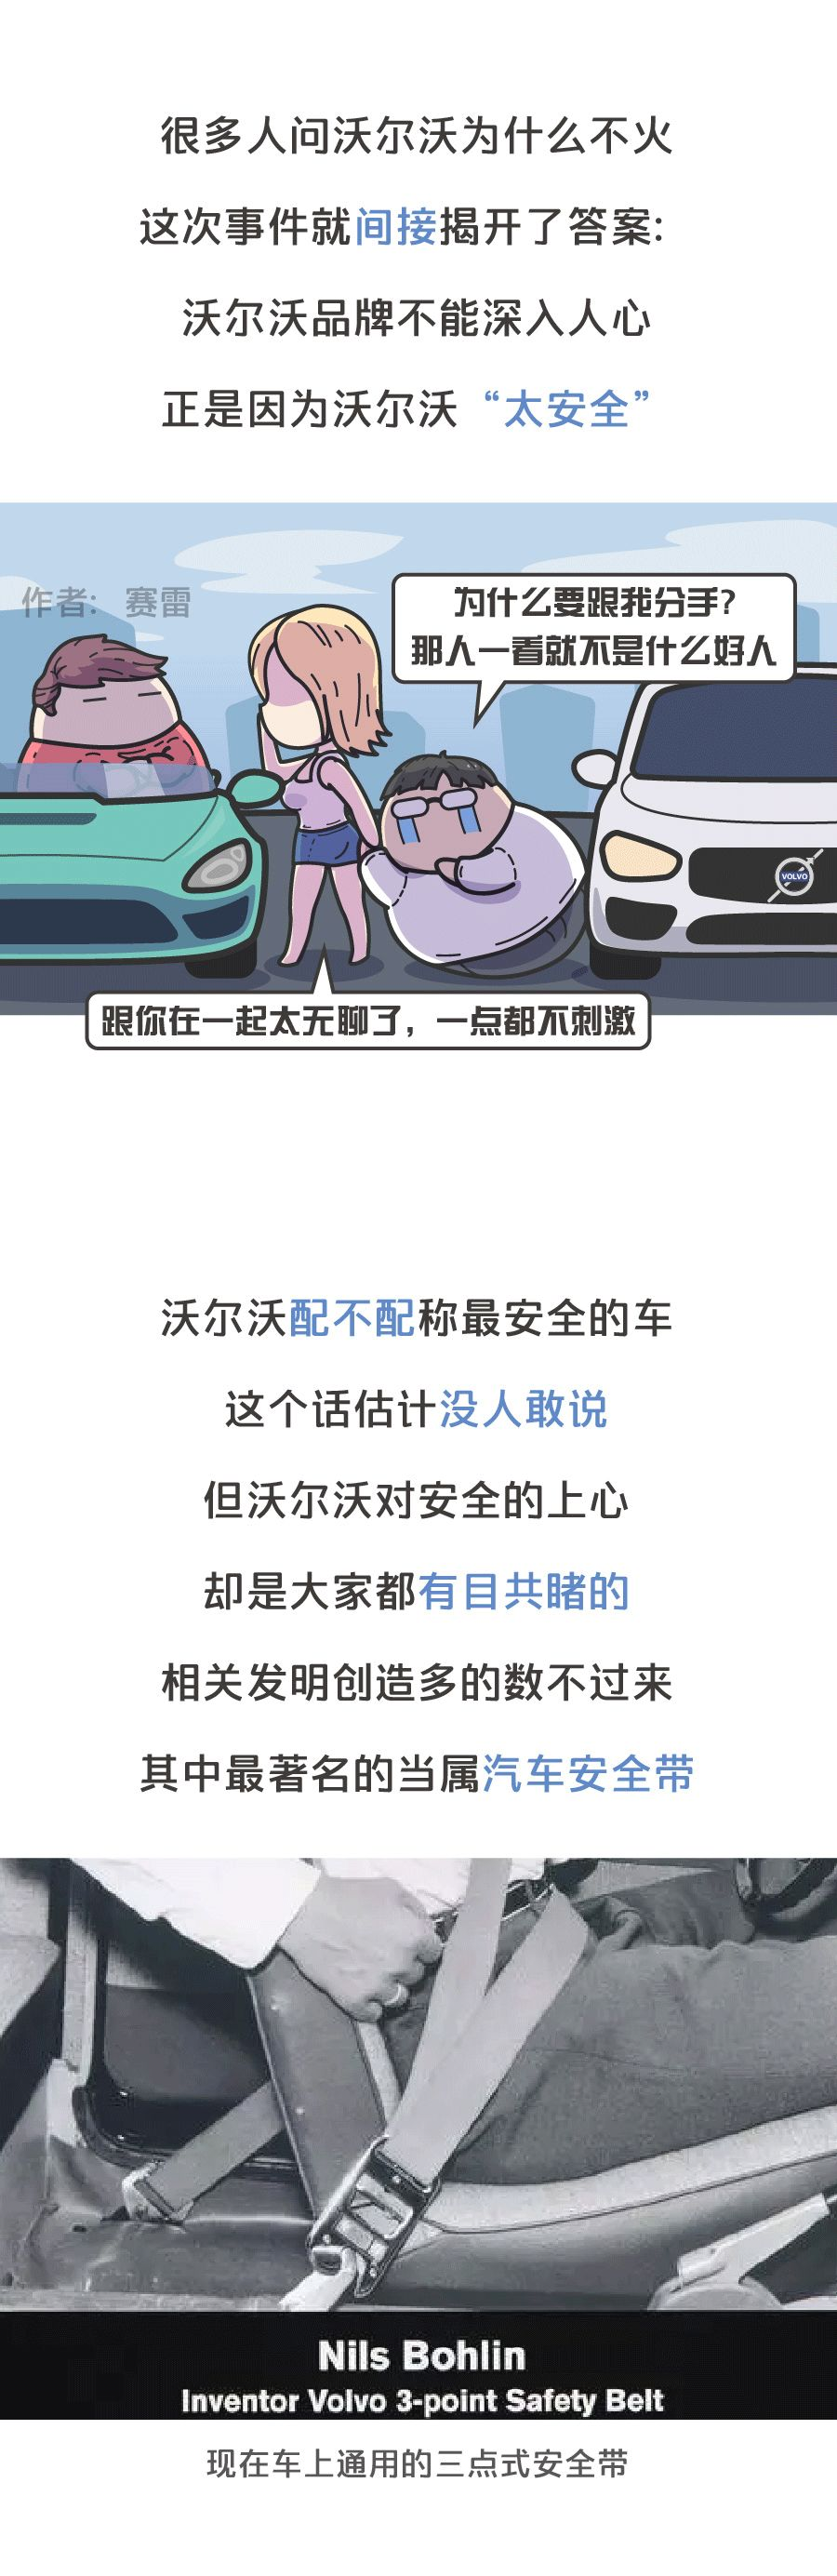 很多人问沃尔沃为什么不火
这次事件就间接揭开了答案:
沃尔沃品牌不能深入人心
正是因为沃尔沃“太安全”
作者: 赛雷
为什么要跟我分手?
那人一看就不是什么好人
VOLVO
跟你在一起太无聊了，一点都不刺激
沃尔沃配不配称最安全的车
这个话估计没人敢说
但沃尔沃对安全的上心
却是大家都有目共睹的
相关发明创造多的数不过来
其中最著名的当属汽车安全带
Nils Bohlin
Inventor Volvo 3-point Safety Belt
现在车上通用的三点式安全带